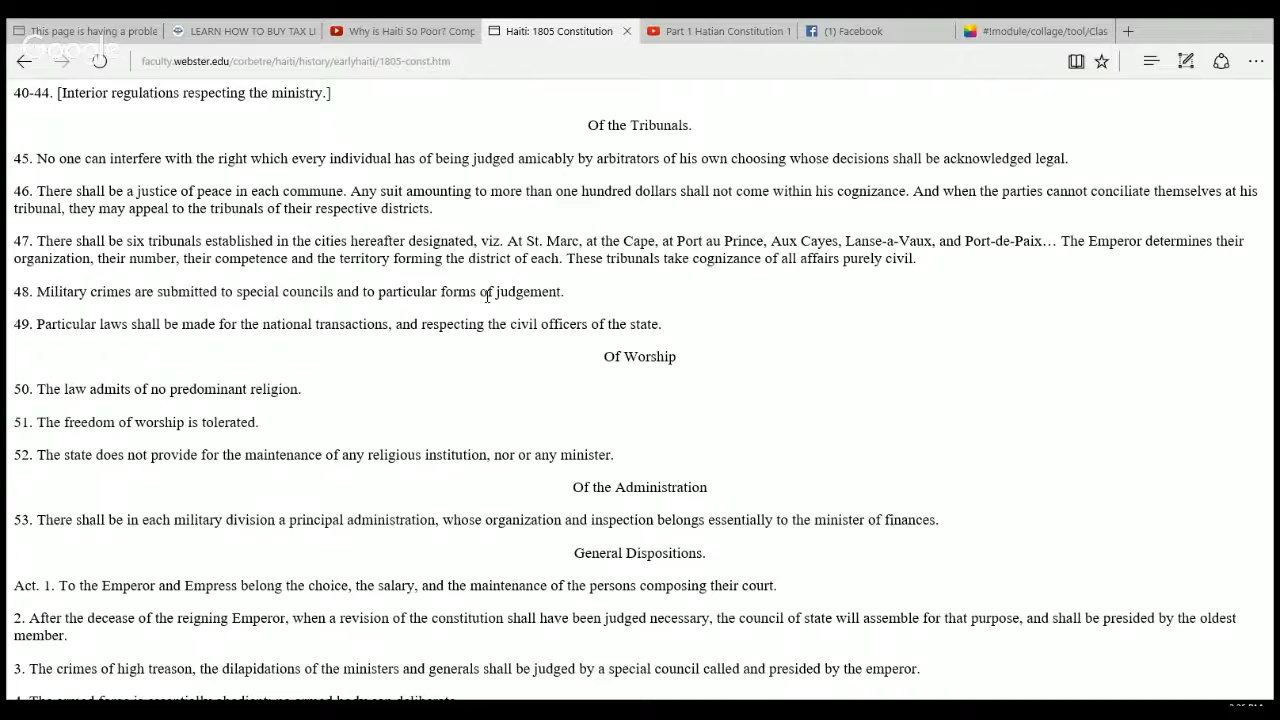 This page is having a proble
LEARN HOW TO BUY TAX LI
Why is Haiti So Poor? Comp
Haiti: 1805 Constitution
Part 1 Hatian Constitution 1
(1) Facebook
#!module/collage/tool/Clas
Google
faculty.webster.edu/corbetre/haiti/history/earlyhaiti/1805-const.htm
40-44. [Interior regulations respecting the ministry.]
Of the Tribunals.
45. No one can interfere with the right which every individual has of being judged amicably by arbitrators of his own choosing whose decisions shall be acknowledged legal.
46. There shall be a justice of peace in each commune. Any suit amounting to more than one hundred dollars shall not come within his cognizance. And when the parties cannot conciliate themselves at his
tribunal, they may appeal to the tribunals of their respective districts.
47. There shall be six tribunals established in the cities hereafter designated, viz. At St. Marc, at the Cape, at Port au Prince, Aux Cayes, Lanse-a-Vaux, and Port-de-Paix… The Emperor determines their
organization, their number, their competence and the territory forming the district of each. These tribunals take cognizance of all affairs purely civil.
48. Military crimes are submitted to special councils and to particular forms of judgement.
49. Particular laws shall be made for the national transactions, and respecting the civil officers of the state.
Of Worship
50. The law admits of no predominant religion.
51. The freedom of worship is tolerated.
52. The state does not provide for the maintenance of any religious institution, nor or any minister.
Of the Administration
53. There shall be in each military division a principal administration, whose organization and inspection belongs essentially to the minister of finances.
General Dispositions.
Act. 1. To the Emperor and Empress belong the choice, the salary, and the maintenance of the persons composing their court.
2. After the decease of the reigning Emperor, when a revision of the constitution shall have been judged necessary, the council of state will assemble for that purpose, and shall be presided by the oldest
member.
3. The crimes of high treason, the dilapidations of the ministers and generals shall be judged by a special council called and presided by the emperor.
4. The armed force is essentially obedient; no armed body can deliberate.